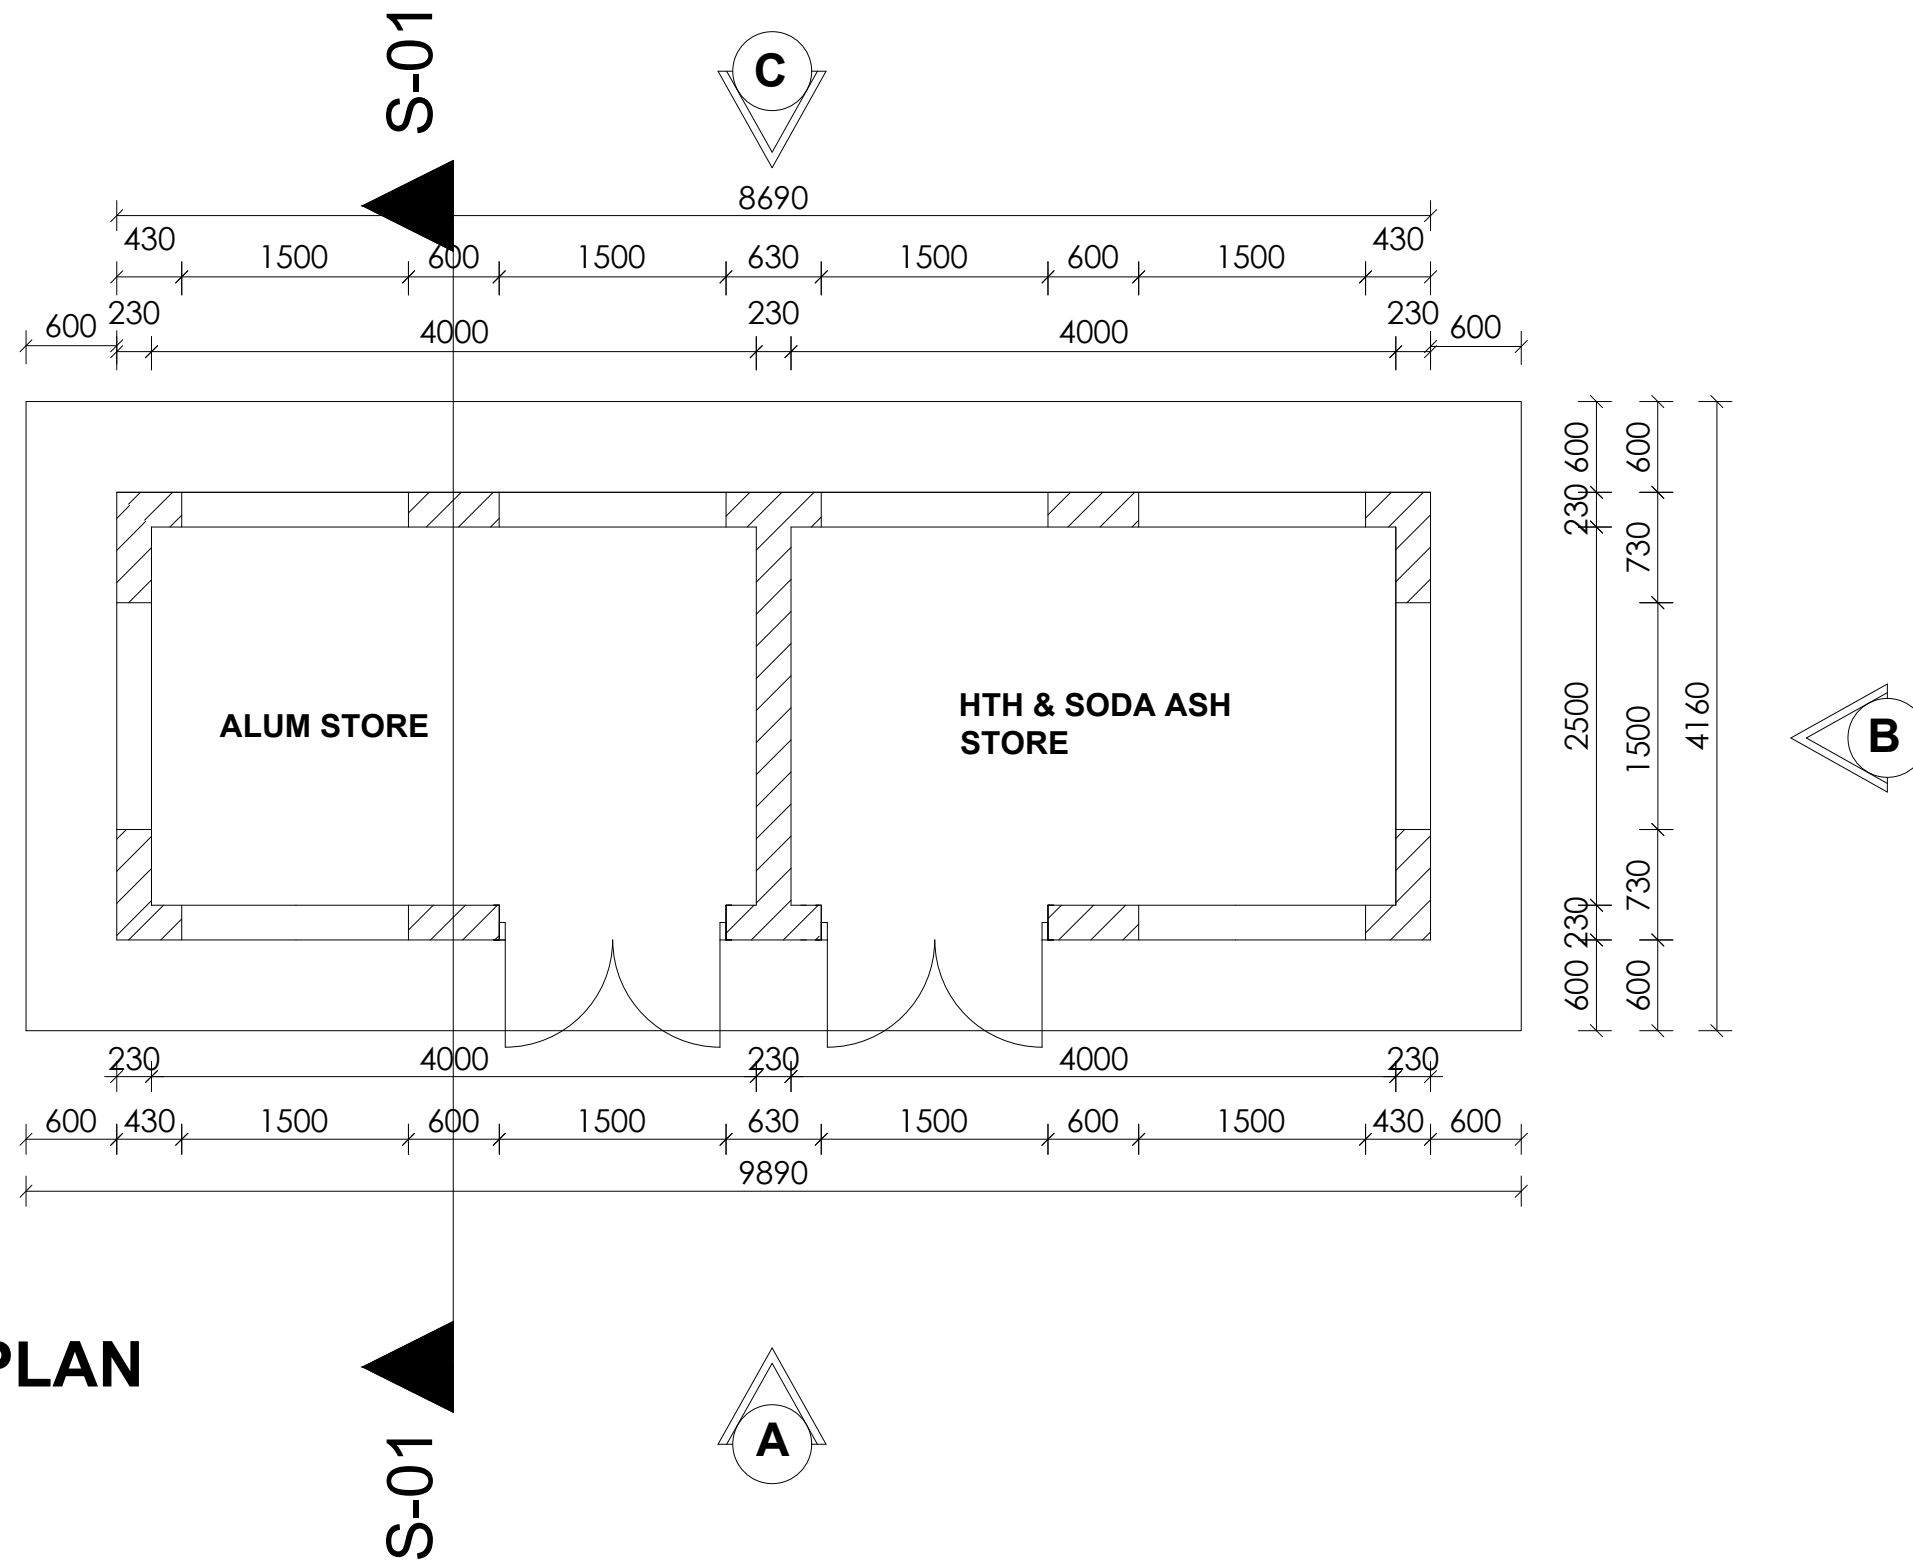 S-01
C
8690
430 1500 600 1500 630 1500 600 1500 430
600 230 4000 230 4000 230 600
600 230 2500 230 600
600 730 1500 730 600
4160
ALUM STORE
HTH & SODA ASH
STORE
B
230 4000 230 4000 230
600 430 1500 600 1500 630 1500 600 1500 430 600
9890
PLAN
A
S-01